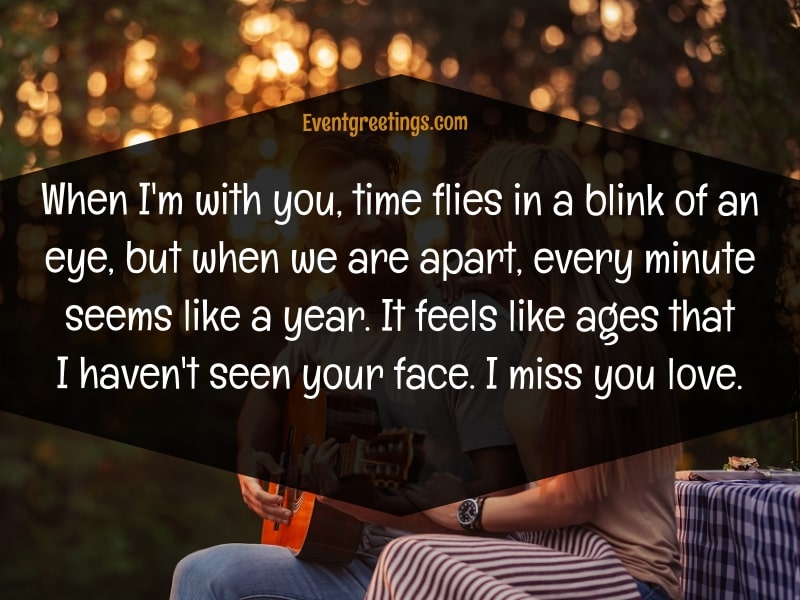 Eventgreetings.com
When I'm with you, time flies in a blink of an
eye, but when we are apart, every minute
seems like a year. It feels like ages that
I haven't seen your face. I miss you love.